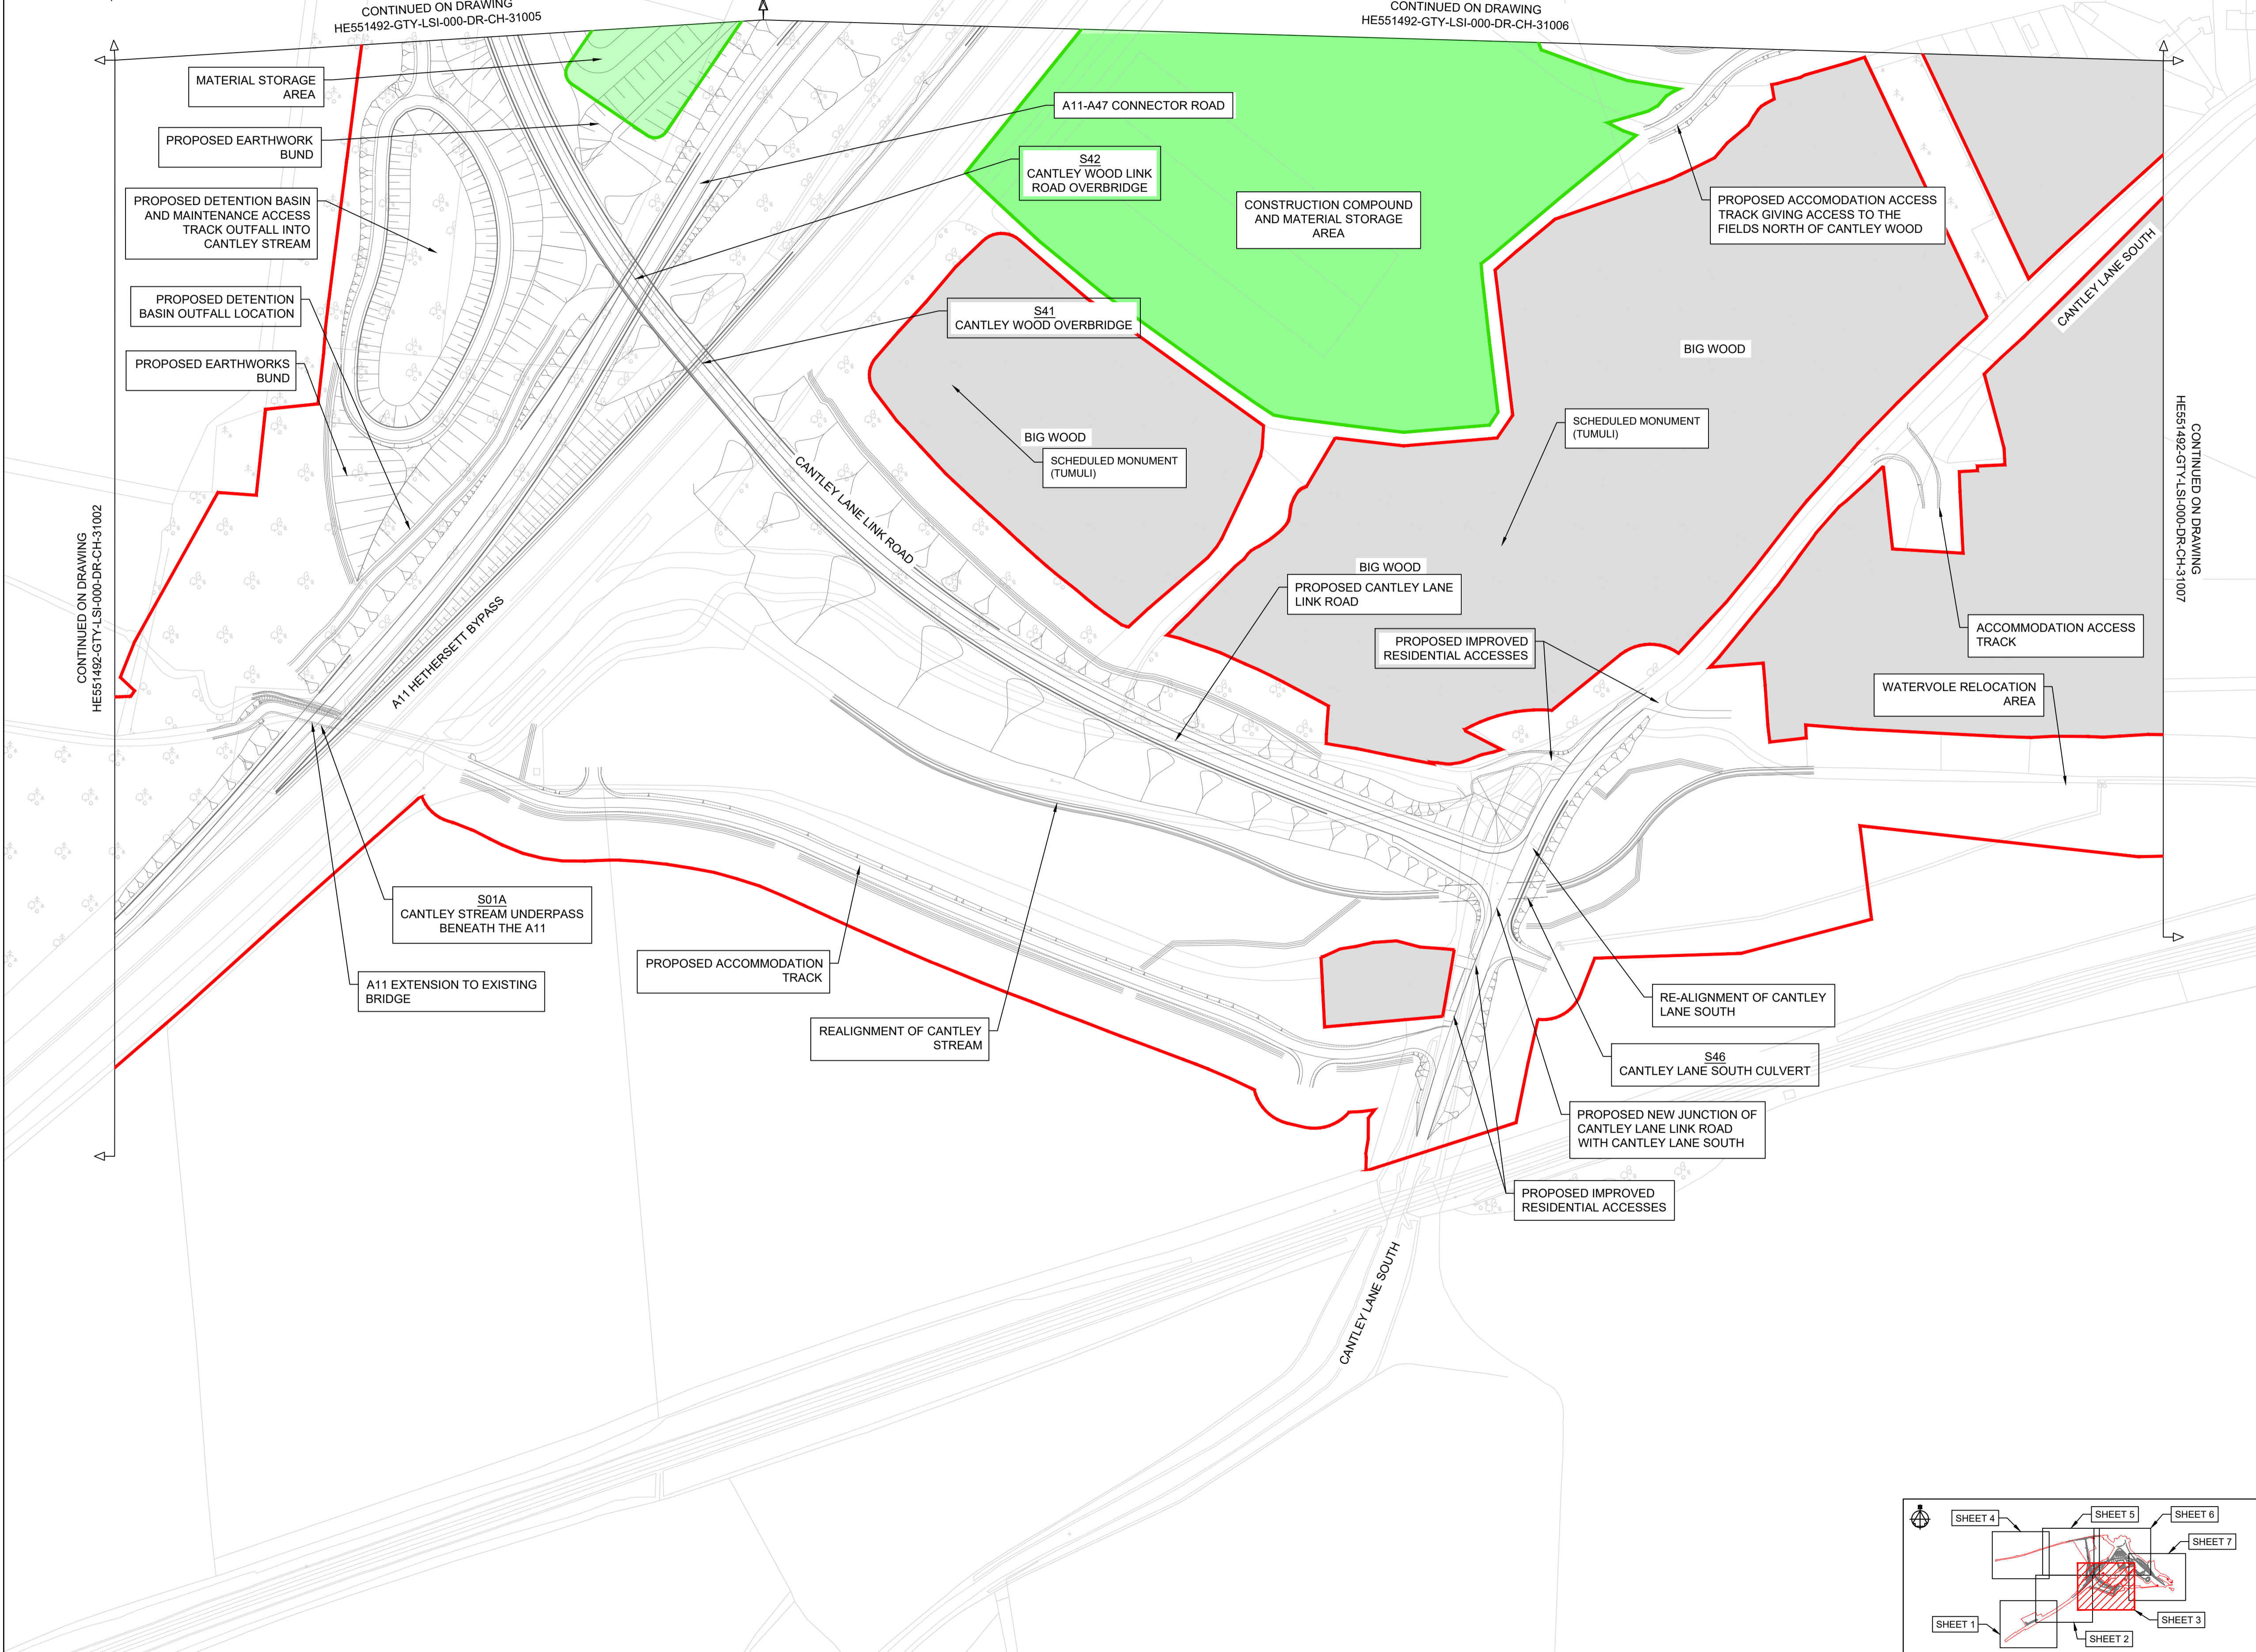 CONTINUED ON DRAWING
HE551492-GTY-LSI-000-DR-CH-31005
CONTINUED ON DRAWING
HE551492-GTY-LSI-000-DR-CH-31006
MATERIAL STORAGE
AREA
PROPOSED EARTHWORK
BUND
PROPOSED DETENTION BASIN
AND MAINTENANCE ACCESS
TRACK OUTFALL INTO
CANTLEY STREAM
PROPOSED DETENTION
BASIN OUTFALL LOCATION
PROPOSED EARTHWORKS
BUND
A11-A47 CONNECTOR ROAD
S42
CANTLEY WOOD LINK
ROAD OVERBRIDGE
CONSTRUCTION COMPOUND
AND MATERIAL STORAGE
AREA
PROPOSED ACCOMODATION ACCESS
TRACK GIVING ACCESS TO THE
FIELDS NORTH OF CANTLEY WOOD
CANTLEY LANE SOUTH
S41
CANTLEY WOOD OVERBRIDGE
BIG WOOD
BIG WOOD
SCHEDULED MONUMENT
(TUMULI)
SCHEDULED MONUMENT
(TUMULI)
CANTLEY LANE LINK ROAD
CONTINUED ON DRAWING
HE551492-GTY-LSI-000-DR-CH-31002
CONTINUED ON DRAWING
HE551492-GTY-LSI-000-DR-CH-31007
A11 HETHERSETT BYPASS
BIG WOOD
PROPOSED CANTLEY LANE
LINK ROAD
PROPOSED IMPROVED
RESIDENTIAL ACCESSES
ACCOMMODATION ACCESS
TRACK
WATERVOLE RELOCATION
AREA
S01A
CANTLEY STREAM UNDERPASS
BENEATH THE A11
A11 EXTENSION TO EXISTING
BRIDGE
PROPOSED ACCOMMODATION
TRACK
REALIGNMENT OF CANTLEY
STREAM
RE-ALIGNMENT OF CANTLEY
LANE SOUTH
S46
CANTLEY LANE SOUTH CULVERT
PROPOSED NEW JUNCTION OF
CANTLEY LANE LINK ROAD
WITH CANTLEY LANE SOUTH
PROPOSED IMPROVED
RESIDENTIAL ACCESSES
CANTLEY LANE SOUTH
SHEET 4
SHEET 5
SHEET 6
SHEET 7
SHEET 1
SHEET 2
SHEET 3